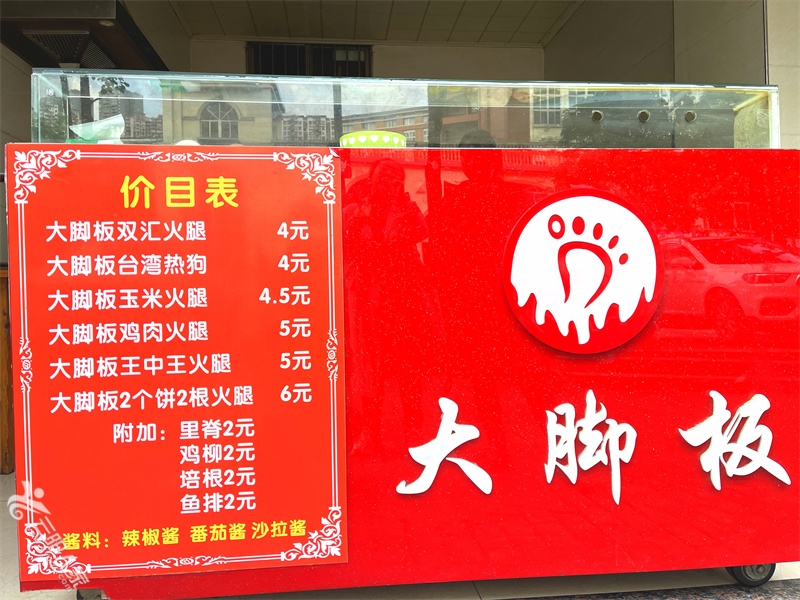 价目表
大脚板双汇火腿 4元
大脚板台湾热狗 4元
大脚板玉米火腿 4.5元
大脚板鸡肉火腿 5元
大脚板王中王火腿 5元
大脚板2个饼2根火腿 6元
附加：里脊2元
鸡柳2元
培根2元
鱼排2元
酱料：辣椒酱 番茄酱 沙拉酱
大脚板